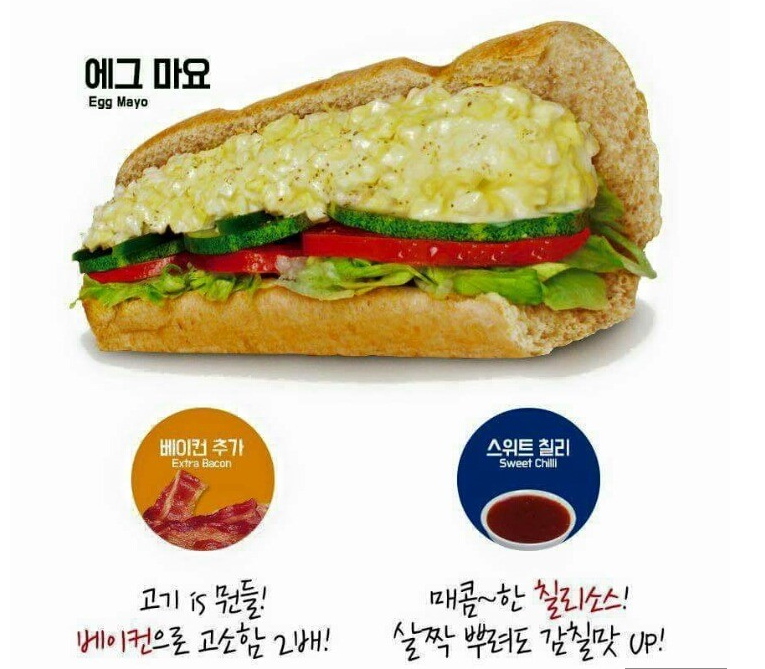 에그 마요
Egg Mayo
베이컨 추가
Extra Bacon
스위트 칠리
Sweet Chilli
고기 is 뭔들!
베이컨으로 고소함 2배!
매콤~한 칠리소스!
살짝 뿌려도 감칠맛 UP!